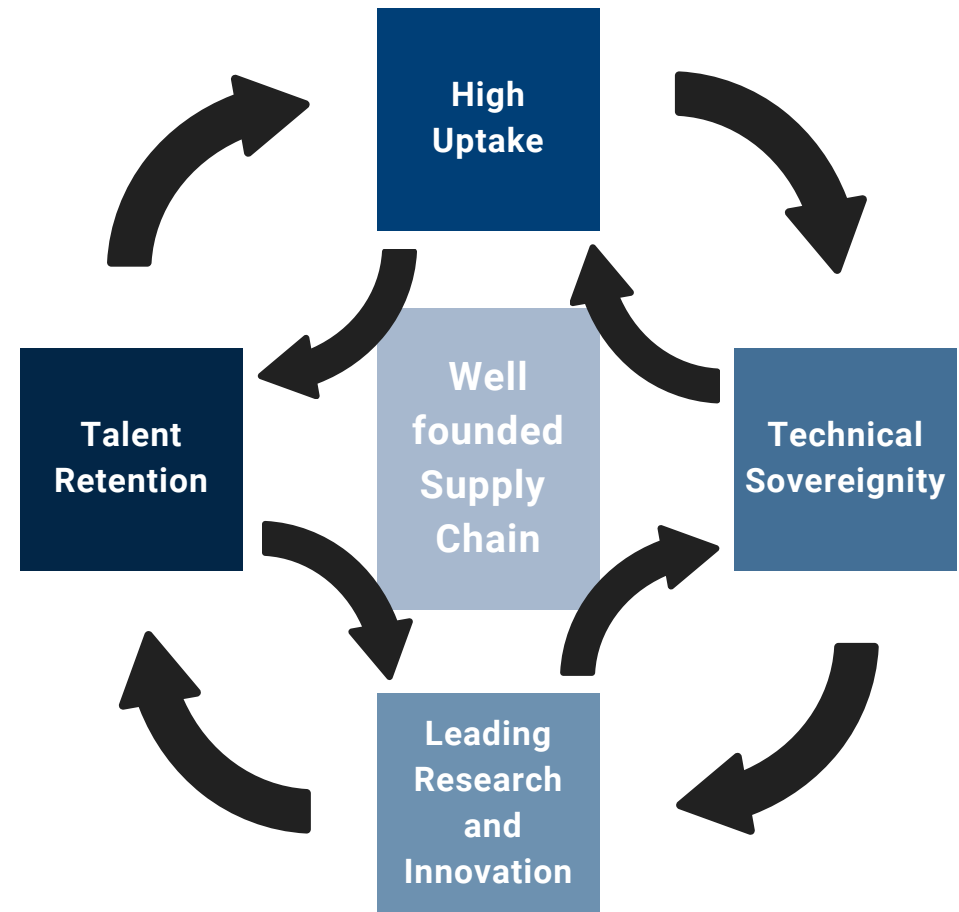 High
Uptake
Talent
Retention
Well
founded
Supply
Chain
Technical
Sovereignity
Leading
Research
and
Innovation